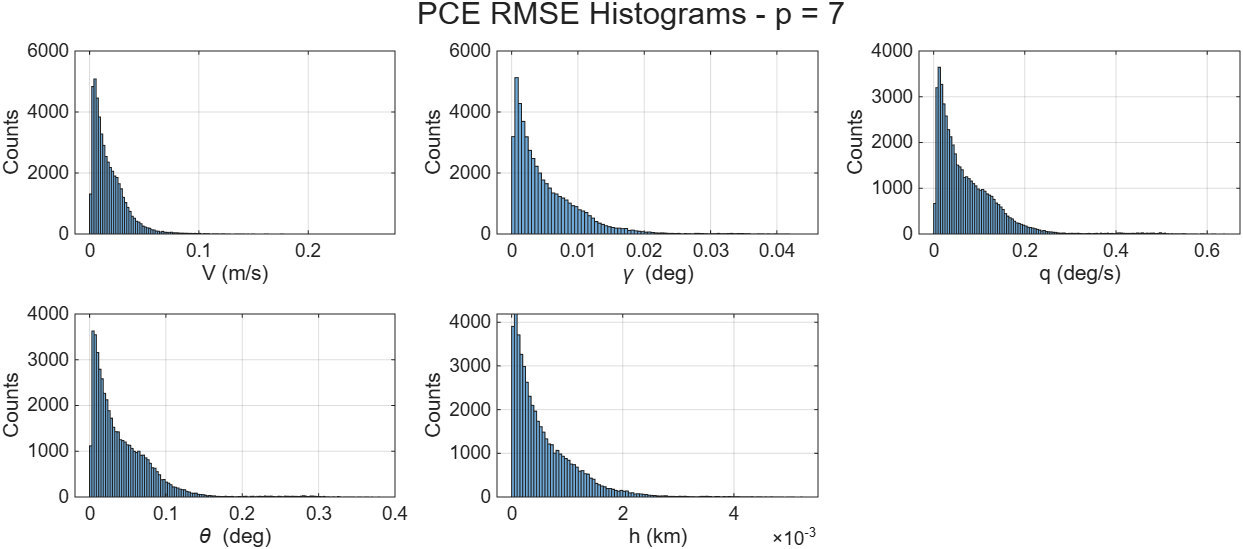 PCE RMSE Histograms - p = 7
6000
4000
2000
0
Counts
0 0.1 0.2
V (m/s)
6000
4000
2000
0
Counts
0 0.01 0.02 0.03 0.04
γ (deg)
4000
3000
2000
1000
0
Counts
0 0.2 0.4 0.6
q (deg/s)
4000
3000
2000
1000
0
Counts
0 0.1 0.2 0.3 0.4
θ (deg)
4000
3000
2000
1000
0
Counts
0 2 4
h (km) ×10⁻³